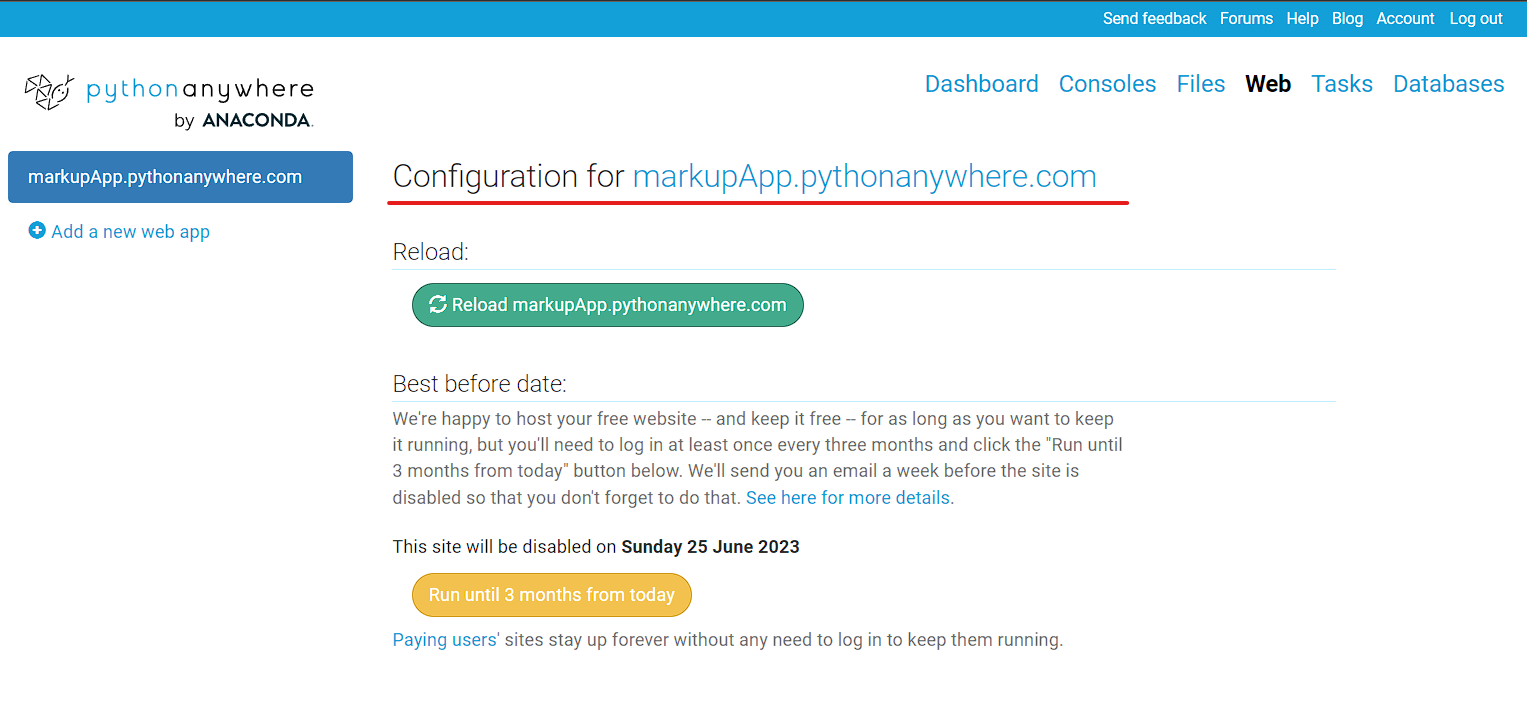 Send feedback Forums Help Blog Account Log out
pythonanywhere
by ANACONDA.
Dashboard Consoles Files Web Tasks Databases
markupApp.pythonanywhere.com
Add a new web app
Configuration for markupApp.pythonanywhere.com
Reload:
Reload markupApp.pythonanywhere.com
Best before date:
We're happy to host your free website -- and keep it free -- for as long as you want to keep
it running, but you'll need to log in at least once every three months and click the "Run until
3 months from today" button below. We'll send you an email a week before the site is
disabled so that you don't forget to do that. See here for more details.
This site will be disabled on Sunday 25 June 2023
Run until 3 months from today
Paying users' sites stay up forever without any need to log in to keep them running.